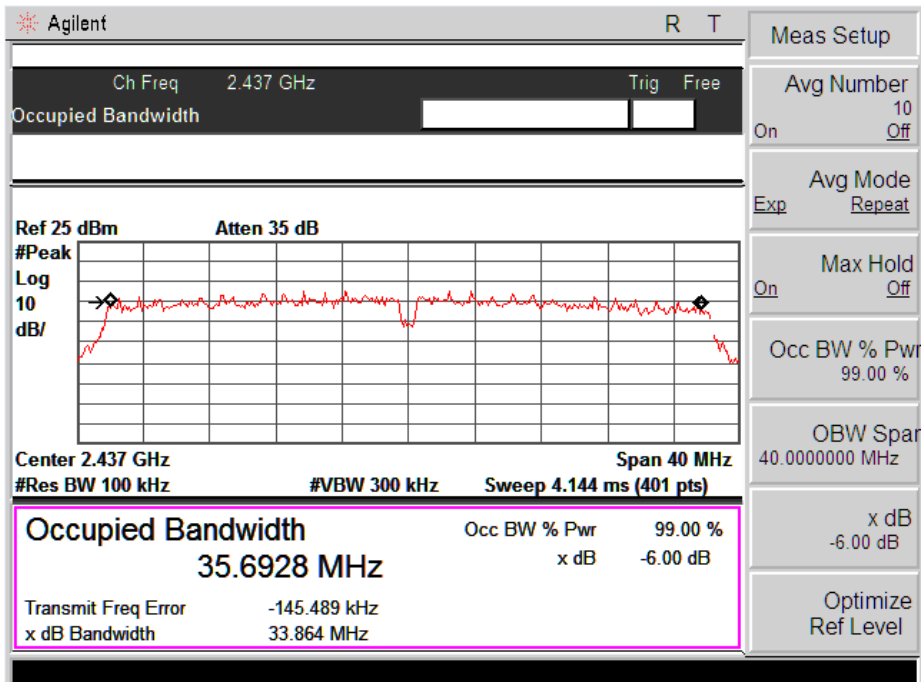 Agilent R T
Ch Freq 2.437 GHz Trig Free
Occupied Bandwidth
Ref 25 dBm Atten 35 dB
#Peak
Log
10
dB/
Center 2.437 GHz Span 40 MHz
#Res BW 100 kHz #VBW 300 kHz Sweep 4.144 ms (401 pts)
Occupied Bandwidth Occ BW % Pwr 99.00 %
35.6928 MHz x dB -6.00 dB
Transmit Freq Error -145.489 kHz
x dB Bandwidth 33.864 MHz
Meas Setup
Avg Number
10
On Off
Avg Mode
Exp Repeat
Max Hold
On Off
Occ BW % Pwr
99.00 %
OBW Span
40.0000000 MHz
x dB
-6.00 dB
Optimize
Ref Level